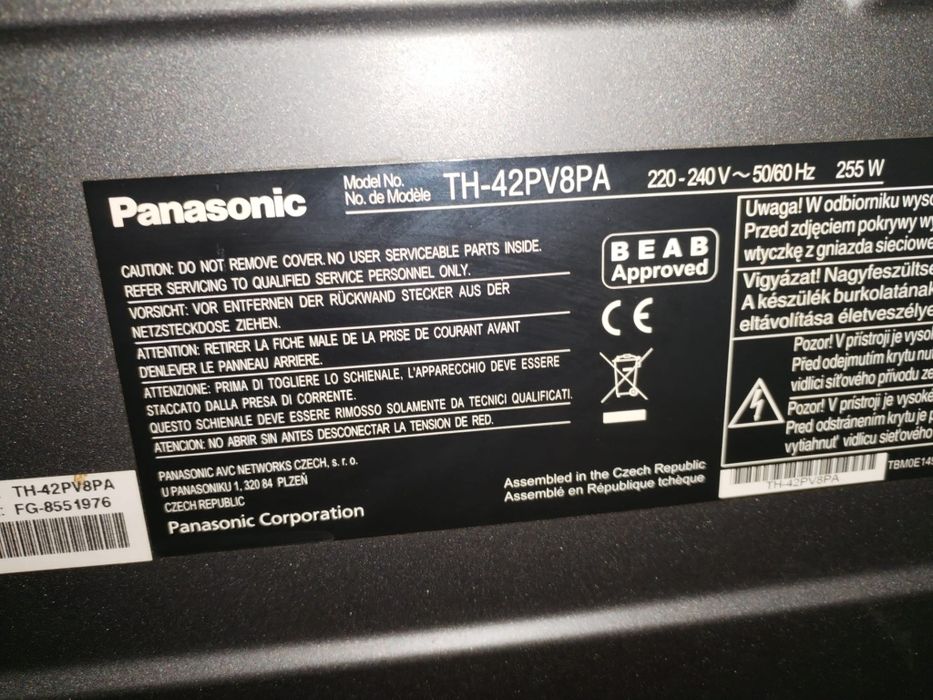 Panasonic
Model No.
No. de Modèle
TH-42PV8PA
220 - 240 V ~ 50/60 Hz
255 W
CAUTION: DO NOT REMOVE COVER. NO USER SERVICEABLE PARTS INSIDE.
REFER SERVICING TO QUALIFIED SERVICE PERSONNEL ONLY.
VORSICHT: VOR ENTFERNEN DER RÜCKWAND STECKER AUS DER
NETZSTECKDOSE ZIEHEN.
ATTENTION: RETIRER LA FICHE MALE DE LA PRISE DE COURANT AVANT
D'ENLEVER LE PANNEAU ARRIERE.
ATTENZIONE: PRIMA DI TOGLIERE LO SCHIENALE, L'APPARECCHIO DEVE ESSERE
STACCATO DALLA PRESA DI CORRENTE.
QUESTO SCHIENALE DEVE ESSERE RIMOSSO SOLAMENTE DA TECNICI QUALIFICATI.
ATENCION: NO ABRIR SIN ANTES DESCONECTAR LA TENSION DE RED.
PANASONIC AVC NETWORKS CZECH, s. r. o.
U PANASONIKU 1, 320 84 PLZEŇ
CZECH REPUBLIC
Panasonic Corporation
BEAB
Approved
CE
Assembled in the Czech Republic
Assemblé en République tchèque
Uwaga! W odbiorniku
Przed zdjęciem pokrywy
wtyczkę z gniazda
Vigyázat!
A készülék
eltávolítása
Pozor! V přístroji je
Před odejmutím krytu
vidlici síťového přívodu
Pozor! V prístroji je
Pred odstránením krytu je
vytiahnuť vidlicu
TH-42PV8PA
TH-42PV8PA
FG-8551976